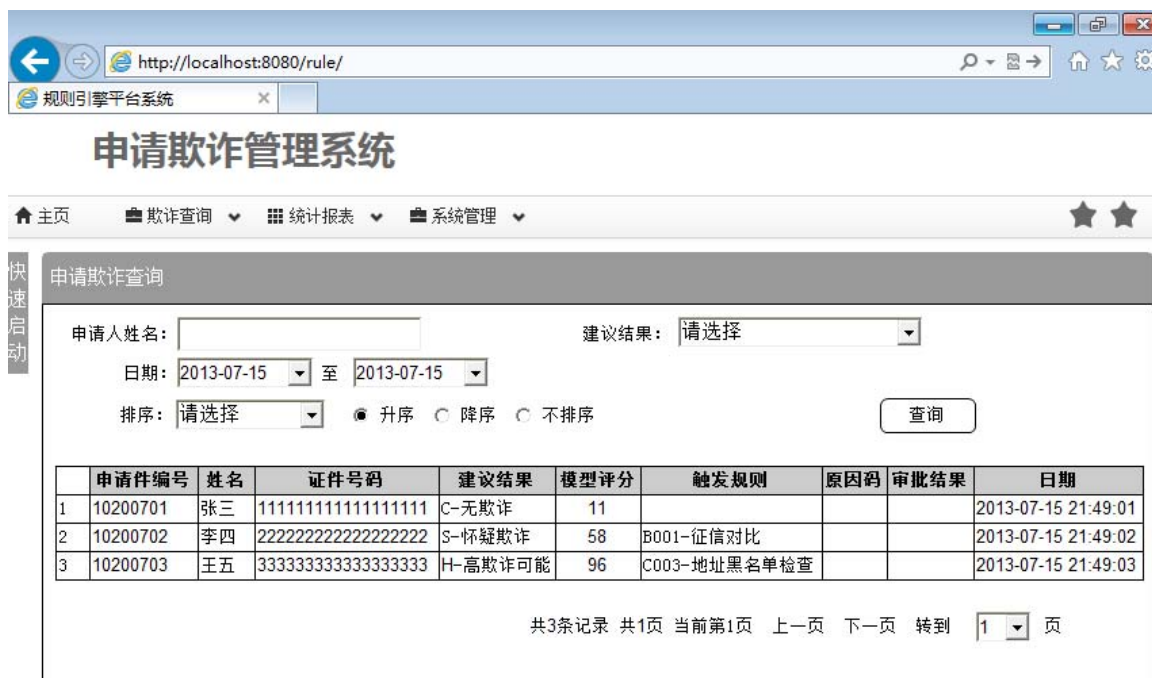 http://localhost:8080/rule/
规则引擎平台系统
申请欺诈管理系统
主页 欺诈查询 统计报表 系统管理
快速启动
申请欺诈查询
申请人姓名: 建议结果: 请选择
日期: 2013-07-15 至 2013-07-15
排序: 请选择 升序 降序 不排序 查询
申请件编号 姓名 证件号码 建议结果 模型评分 触发规则 原因码 审批结果 日期
1 10200701 张三 111111111111111111 C-无欺诈 11 2013-07-15 21:49:01
2 10200702 李四 222222222222222222 S-怀疑欺诈 58 B001-征信对比 2013-07-15 21:49:02
3 10200703 王五 333333333333333333 H-高欺诈可能 96 C003-地址黑名单检查 2013-07-15 21:49:03
共3条记录 共1页 当前第1页 上一页 下一页 转到 1 页